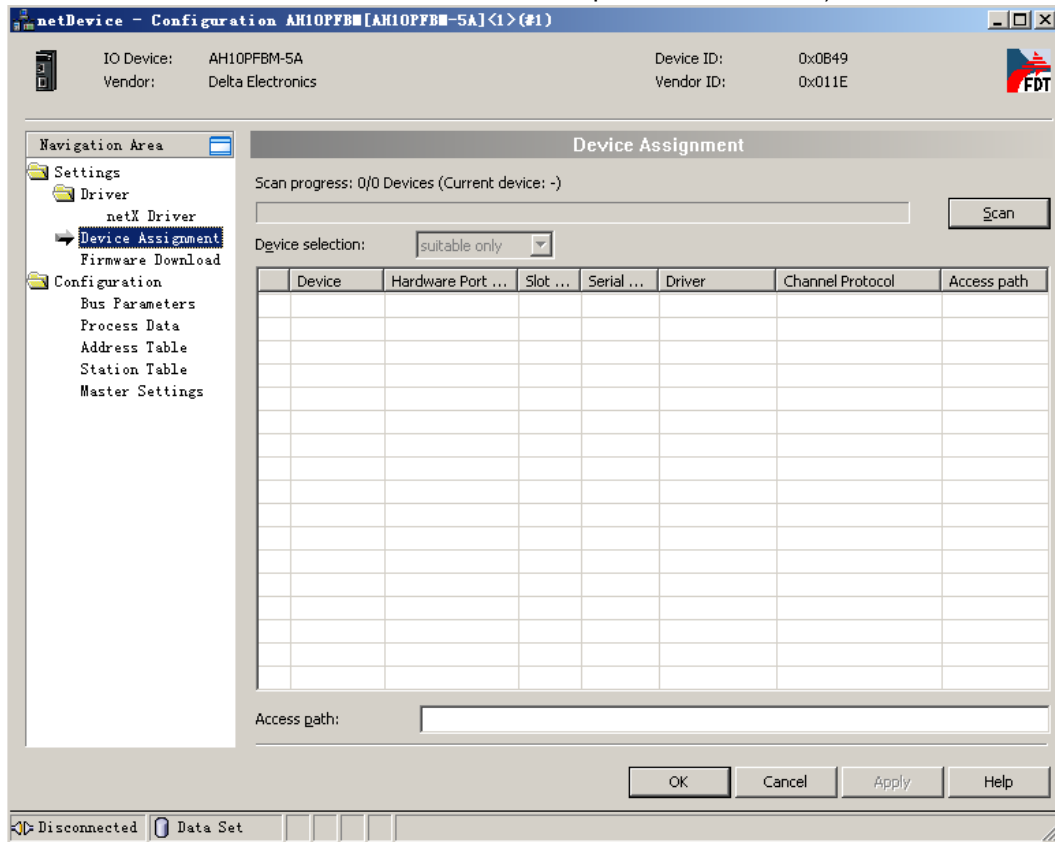 netDevice - Configuration AH10PFBM[AH10PFBM-5A]<1>(#1)
IO Device: AH10PFBM-5A Device ID: 0x0B49
Vendor: Delta Electronics Vendor ID: 0x011E
FDT
Navigation Area
Settings
Driver
netX Driver
Device Assignment
Firmware Download
Configuration
Bus Parameters
Process Data
Address Table
Station Table
Master Settings
Device Assignment
Scan progress: 0/0 Devices (Current device: -)
Scan
Device selection: suitable only
Device Hardware Port ... Slot ... Serial ... Driver Channel Protocol Access path
Access path:
OK Cancel Apply Help
Disconnected Data Set